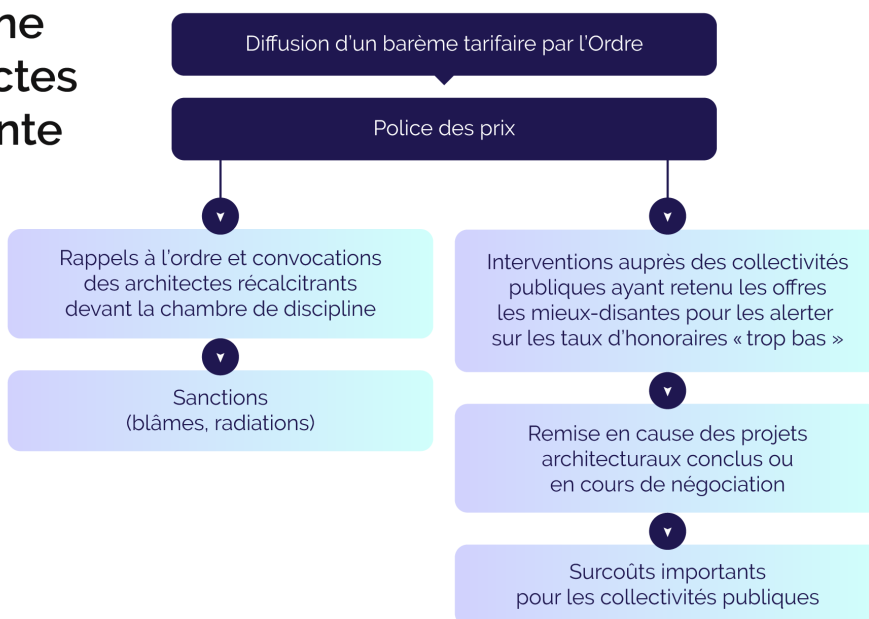 Diffusion d’un barème tarifaire par l’Ordre
Police des prix
Rappels à l’ordre et convocations
des architectes récalcitrants
devant la chambre de discipline
Sanctions
(blâmes, radiations)
Interventions auprès des collectivités
publiques ayant retenu les offres
les mieux-disantes pour les alerter
sur les taux d’honoraires « trop bas »
Remise en cause des projets
architecturaux conclus ou
en cours de négociation
Surcoûts importants
pour les collectivités publiques